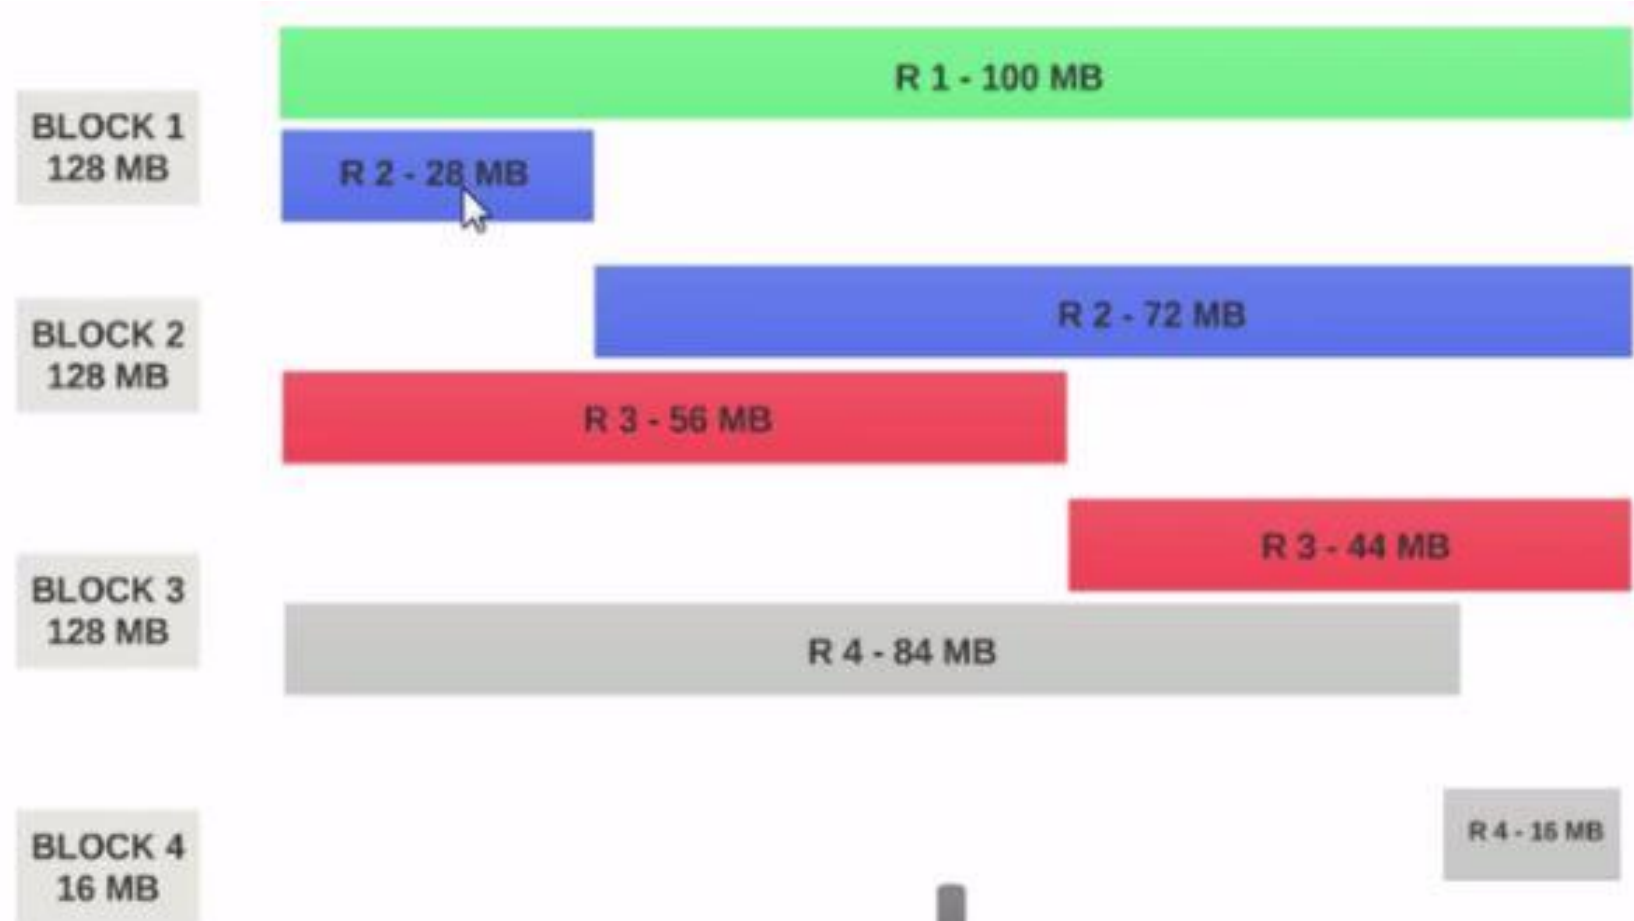 R 1 - 100 MB
BLOCK 1
128 MB
R 2 - 28 MB
R 2 - 72 MB
BLOCK 2
128 MB
R 3 - 56 MB
R 3 - 44 MB
BLOCK 3
128 MB
R 4 - 84 MB
R 4 - 16 MB
BLOCK 4
16 MB